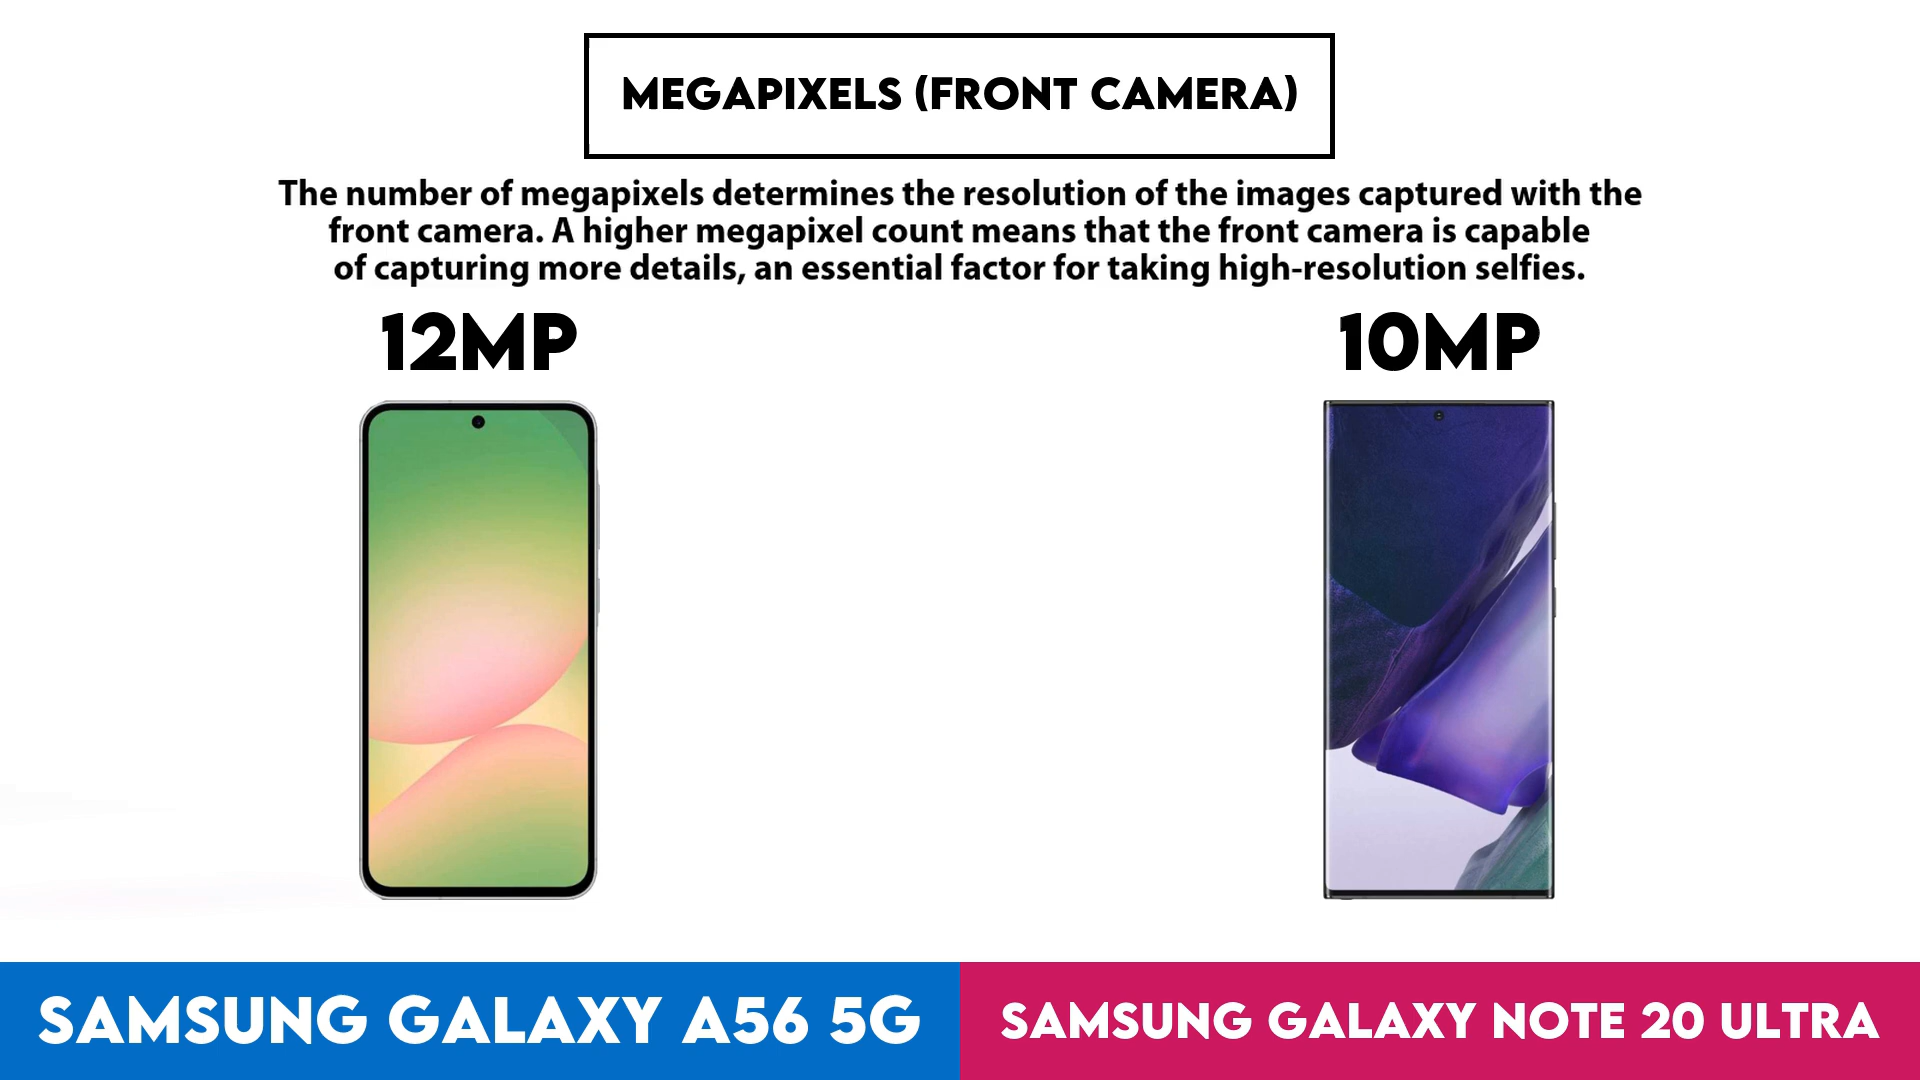 MEGAPIXELS (FRONT CAMERA)
The number of megapixels determines the resolution of the images captured with the
front camera. A higher megapixel count means that the front camera is capable
of capturing more details, an essential factor for taking high-resolution selfies.
12MP
10MP
SAMSUNG GALAXY A56 5G
SAMSUNG GALAXY NOTE 20 ULTRA